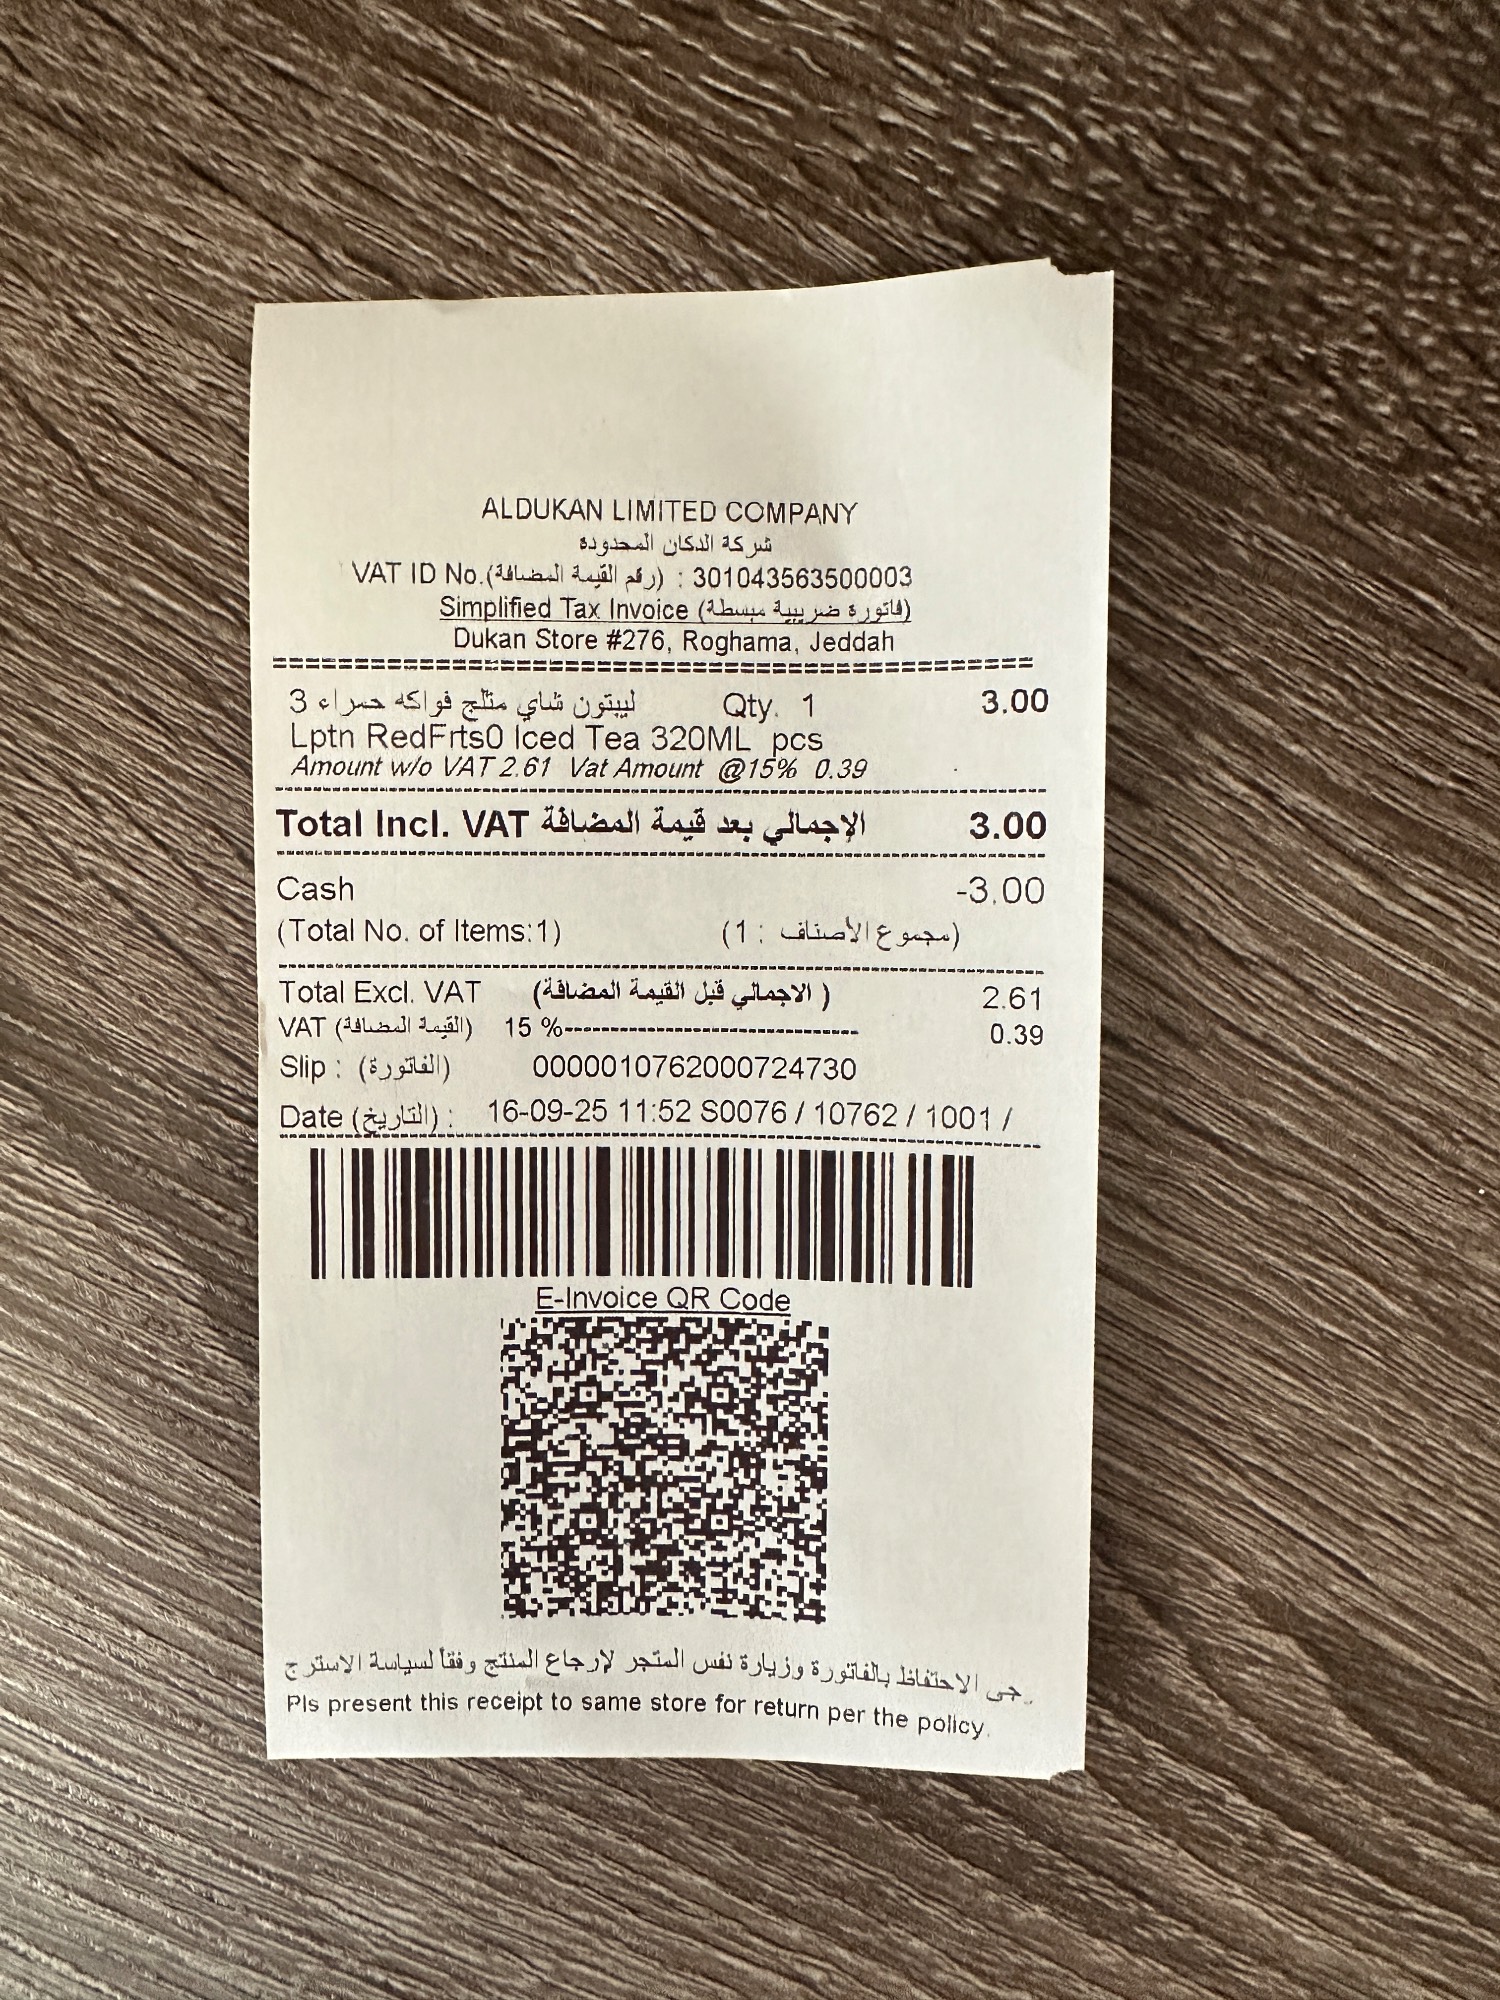 ALDUKAN LIMITED COMPANY
شركة الدكان المحدودة
VAT ID No.(رقم القيمة المضافة) : 301043563500003
Simplified Tax Invoice (فاتورة ضريبية مبسطة)
Dukan Store #276, Roghama, Jeddah
ليبتون شاي مثلج فواكه حمراء 3 Qty. 1 3.00
Lptn RedFrts0 Iced Tea 320ML pcs
Amount w/o VAT 2.61 Vat Amount @15% 0.39
Total Incl. VAT الإجمالي بعد قيمة المضافة 3.00
Cash -3.00
(Total No. of Items:1) (مجموع الأصناف : 1)
Total Excl. VAT (الاجمالي قبل القيمة المضافة) 2.61
VAT (القيمة المضافة) 15 %-------------------------------- 0.39
Slip : (الفاتورة) 0000010762000724730
Date (التاريخ) : 16-09-25 11:52 S0076 / 10762 / 1001 /
E-Invoice QR Code
جى الاحتفاظ بالفاتورة وزيارة نفس المتجر لإرجاع المنتج وفقا لسياسة الاسترج
Pls present this receipt to same store for return per the policy.